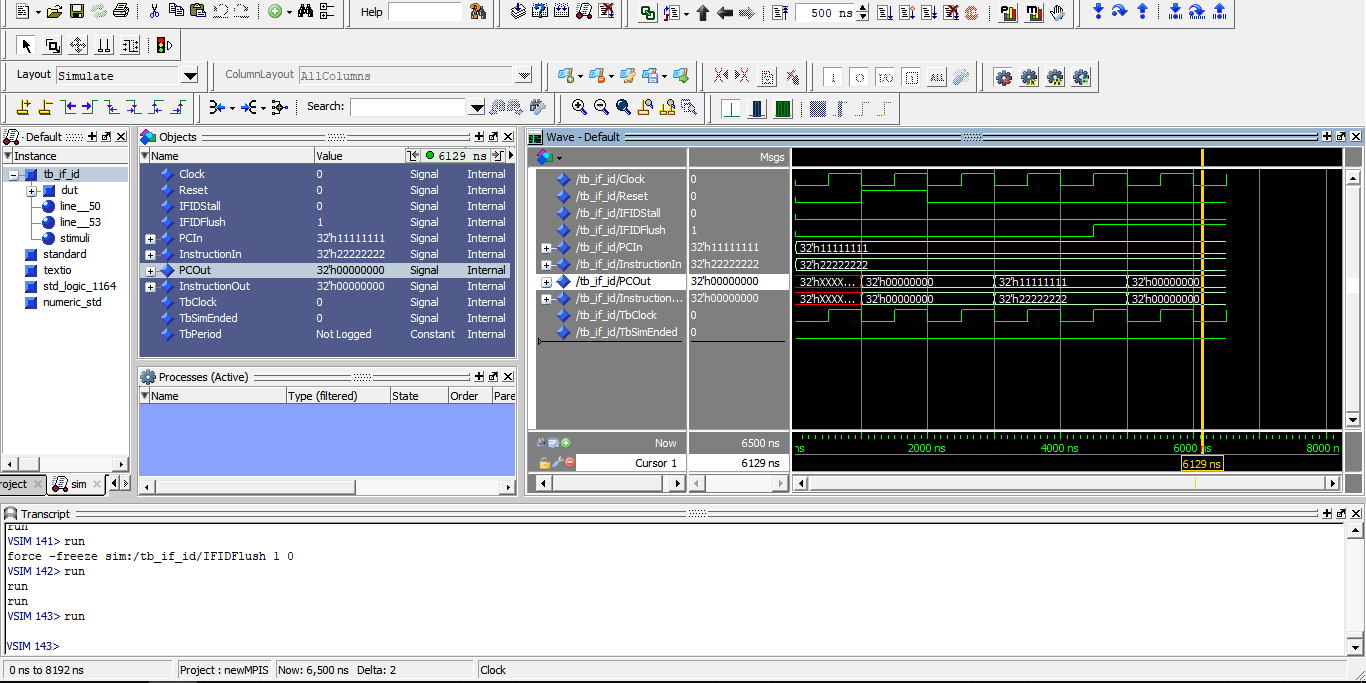 Help
500 ns
Layout Simulate
ColumnLayout AllColumns
Search:
Default
Instance
tb_if_id
dut
line__50
line__53
stimuli
standard
textio
std_logic_1164
numeric_std
roject
sim
Objects
Name Value 6129 ns
Clock 0 Signal Internal
Reset 0 Signal Internal
IFIDStall 0 Signal Internal
IFIDFlush 1 Signal Internal
PCIn 32'h11111111 Signal Internal
InstructionIn 32'h22222222 Signal Internal
PCOut 32'h00000000 Signal Internal
InstructionOut 32'h00000000 Signal Internal
TbClock 0 Signal Internal
TbSimEnded 0 Signal Internal
TbPeriod Not Logged Constant Internal
Processes (Active)
Name Type (filtered) State Order Pare
Wave - Default
Msgs
/tb_if_id/Clock 0
/tb_if_id/Reset 0
/tb_if_id/IFIDStall 0
/tb_if_id/IFIDFlush 1
/tb_if_id/PCIn 32'h11111111 32'h11111111
/tb_if_id/InstructionIn 32'h22222222 32'h22222222
/tb_if_id/PCOut 32'h00000000 32'hXXXX... 32'h00000000 32'h11111111 32'h00000000
/tb_if_id/Instruction... 32'h00000000 32'hXXXX... 32'h00000000 32'h22222222 32'h00000000
/tb_if_id/TbClock 0
/tb_if_id/TbSimEnded 0
Now 6500 ns ns 2000 ns 4000 ns 6000 ns 8000 n
Cursor 1 6129 ns 6129 ns
Transcript
run
VSIM 141> run
force -freeze sim:/tb_if_id/IFIDFlush 1 0
VSIM 142> run
run
run
VSIM 143> run
VSIM 143>
0 ns to 8192 ns Project : newMPIS Now: 6,500 ns Delta: 2 Clock